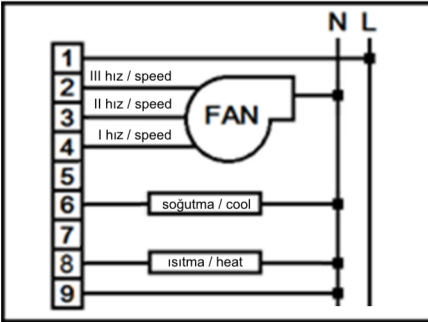 N L
1
2 III hız / speed
3 II hız / speed
FAN
4 I hız / speed
5
6 soğutma / cool
7
8 ısıtma / heat
9